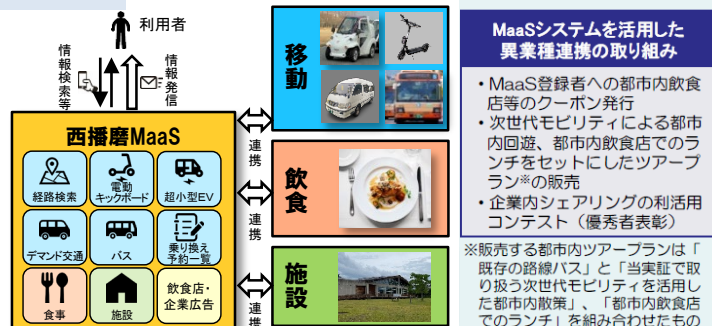 利用者
情報検索等
情報発信
西播磨MaaS
経路検索
電動
キックボード
超小型EV
デマンド交通
バス
乗り換え
予約一覧
食事
施設
飲食店・
企業広告
連携
連携
連携
移動
飲食
施設
MaaSシステムを活用した
異業種連携の取り組み
・MaaS登録者への都市内飲食
店等のクーポン発行
・次世代モビリティによる都市
内回遊、都市内飲食店でのラ
ンチをセットにしたツアープ
ラン※の販売
・企業内シェアリングの利活用
コンテスト（優秀者表彰）
※販売する都市内ツアープランは「
既存の路線バス」と「当実証で取
り扱う次世代モビリティを活用し
た都市内散策」、「都市内飲食店
でのランチ」を組み合わせたもの